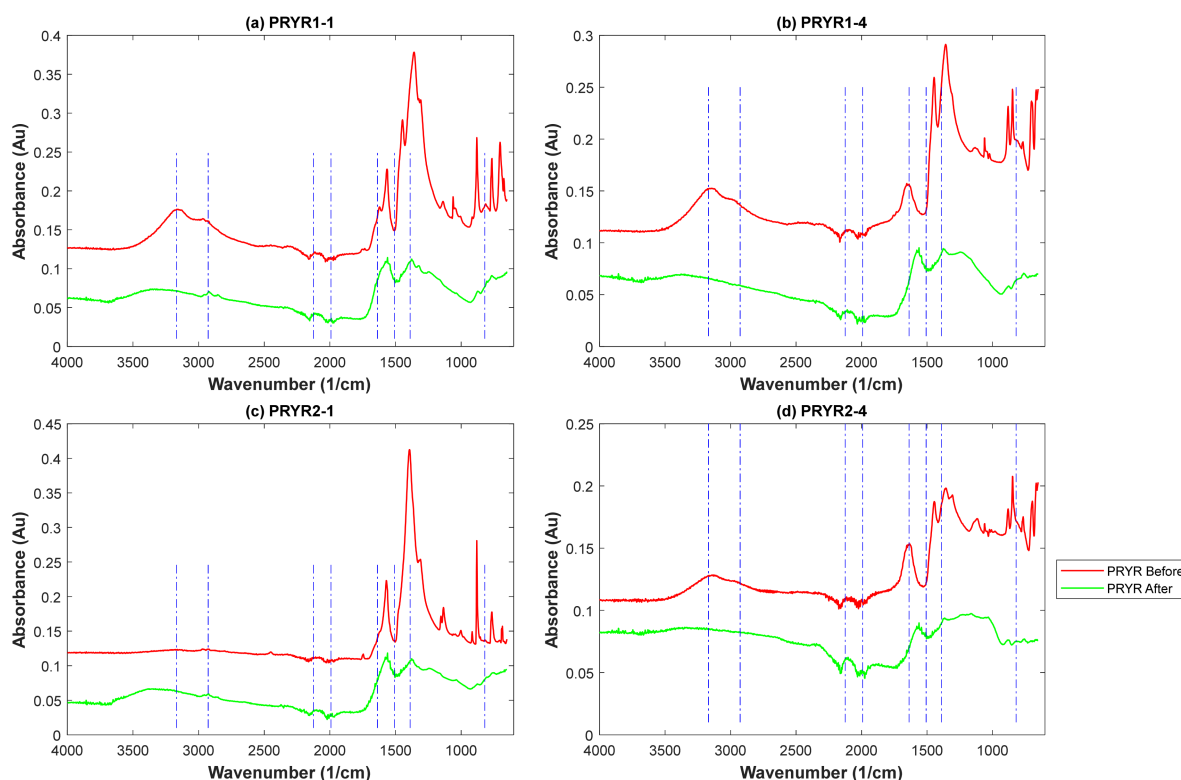 (a) PRYR1-1
Absorbance (Au)
0.4
0.35
0.3
0.25
0.2
0.15
0.1
0.05
0
4000 3500 3000 2500 2000 1500 1000
Wavenumber (1/cm)
(b) PRYR1-4
Absorbance (Au)
0.3
0.25
0.2
0.15
0.1
0.05
0
4000 3500 3000 2500 2000 1500 1000
Wavenumber (1/cm)
(c) PRYR2-1
Absorbance (Au)
0.45
0.4
0.35
0.3
0.25
0.2
0.15
0.1
0.05
0
4000 3500 3000 2500 2000 1500 1000
Wavenumber (1/cm)
(d) PRYR2-4
Absorbance (Au)
0.25
0.2
0.15
0.1
0.05
0
4000 3500 3000 2500 2000 1500 1000
Wavenumber (1/cm)
PRYR Before
PRYR After